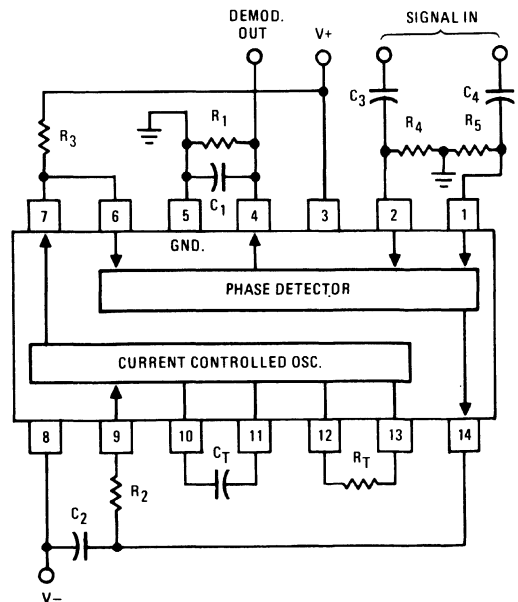 DEMOD.
OUT
V+
SIGNAL IN
C3
C4
R3
R1
R4
R5
C1
7
6
5
4
3
2
1
GND.
PHASE DETECTOR
CURRENT CONTROLLED OSC.
8
9
10
11
12
13
14
CT
RT
R2
C2
V−